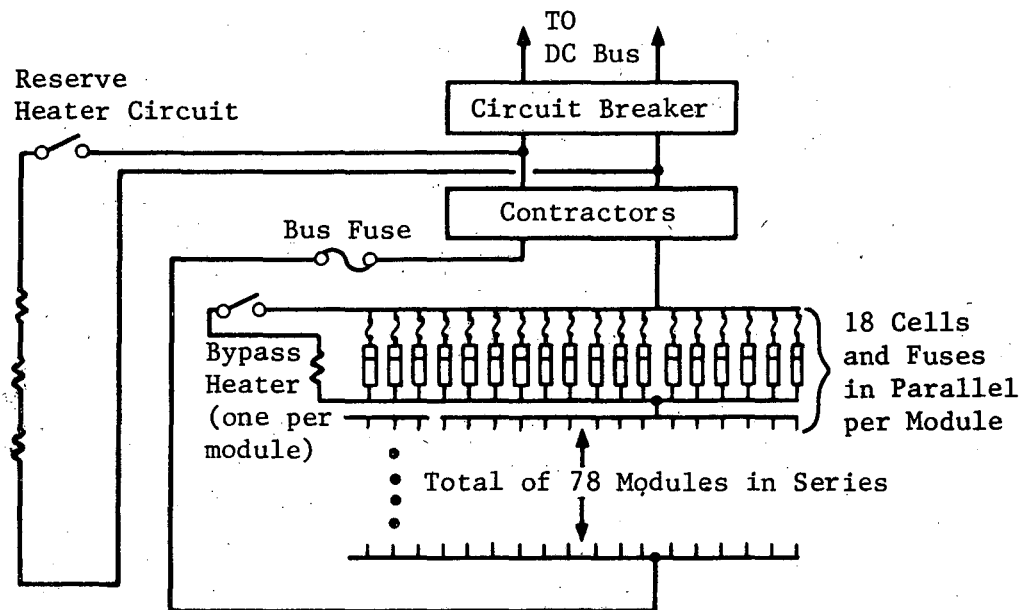 TO
DC Bus
Reserve
Heater Circuit
Circuit Breaker
Contractors
Bus Fuse
Bypass
Heater
(one per
module)
18 Cells
and Fuses
in Parallel
per Module
Total of 78 Modules in Series